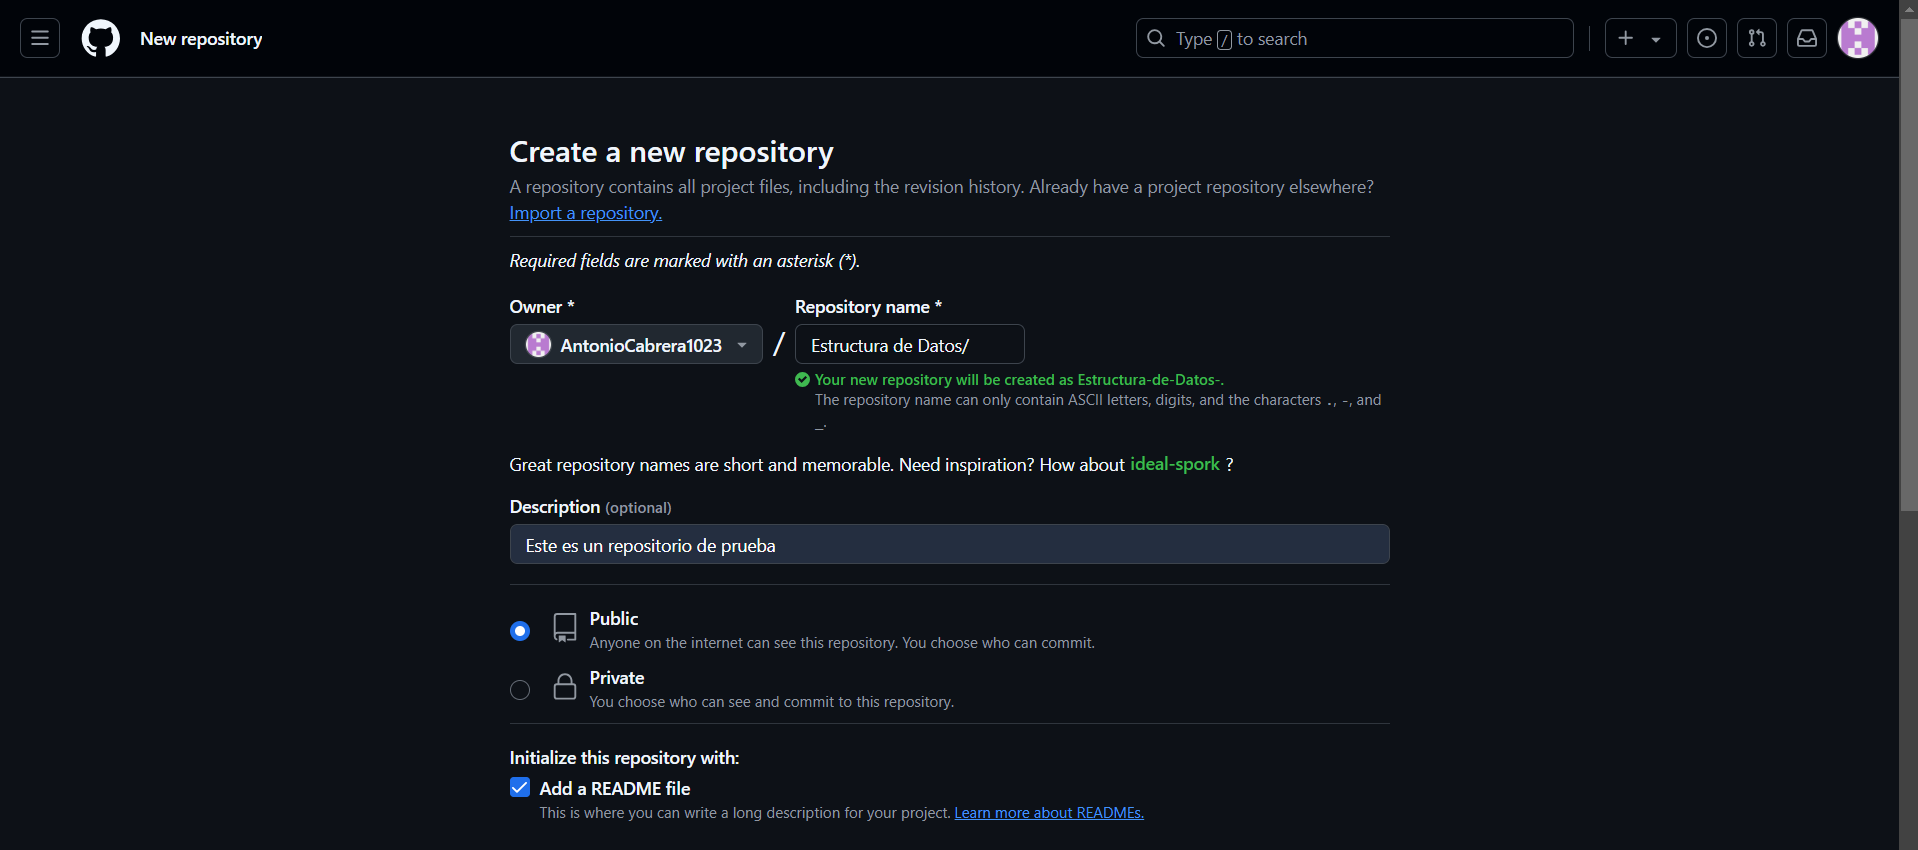 New repository
Type / to search
Create a new repository
A repository contains all project files, including the revision history. Already have a project repository elsewhere?
Import a repository.
Required fields are marked with an asterisk (*).
Owner *
Repository name *
AntonioCabrera1023
/
Estructura de Datos/
Your new repository will be created as Estructura-de-Datos-.
The repository name can only contain ASCII letters, digits, and the characters ., -, and
_.
Great repository names are short and memorable. Need inspiration? How about ideal-spork ?
Description (optional)
Este es un repositorio de prueba
Public
Anyone on the internet can see this repository. You choose who can commit.
Private
You choose who can see and commit to this repository.
Initialize this repository with:
Add a README file
This is where you can write a long description for your project. Learn more about READMEs.